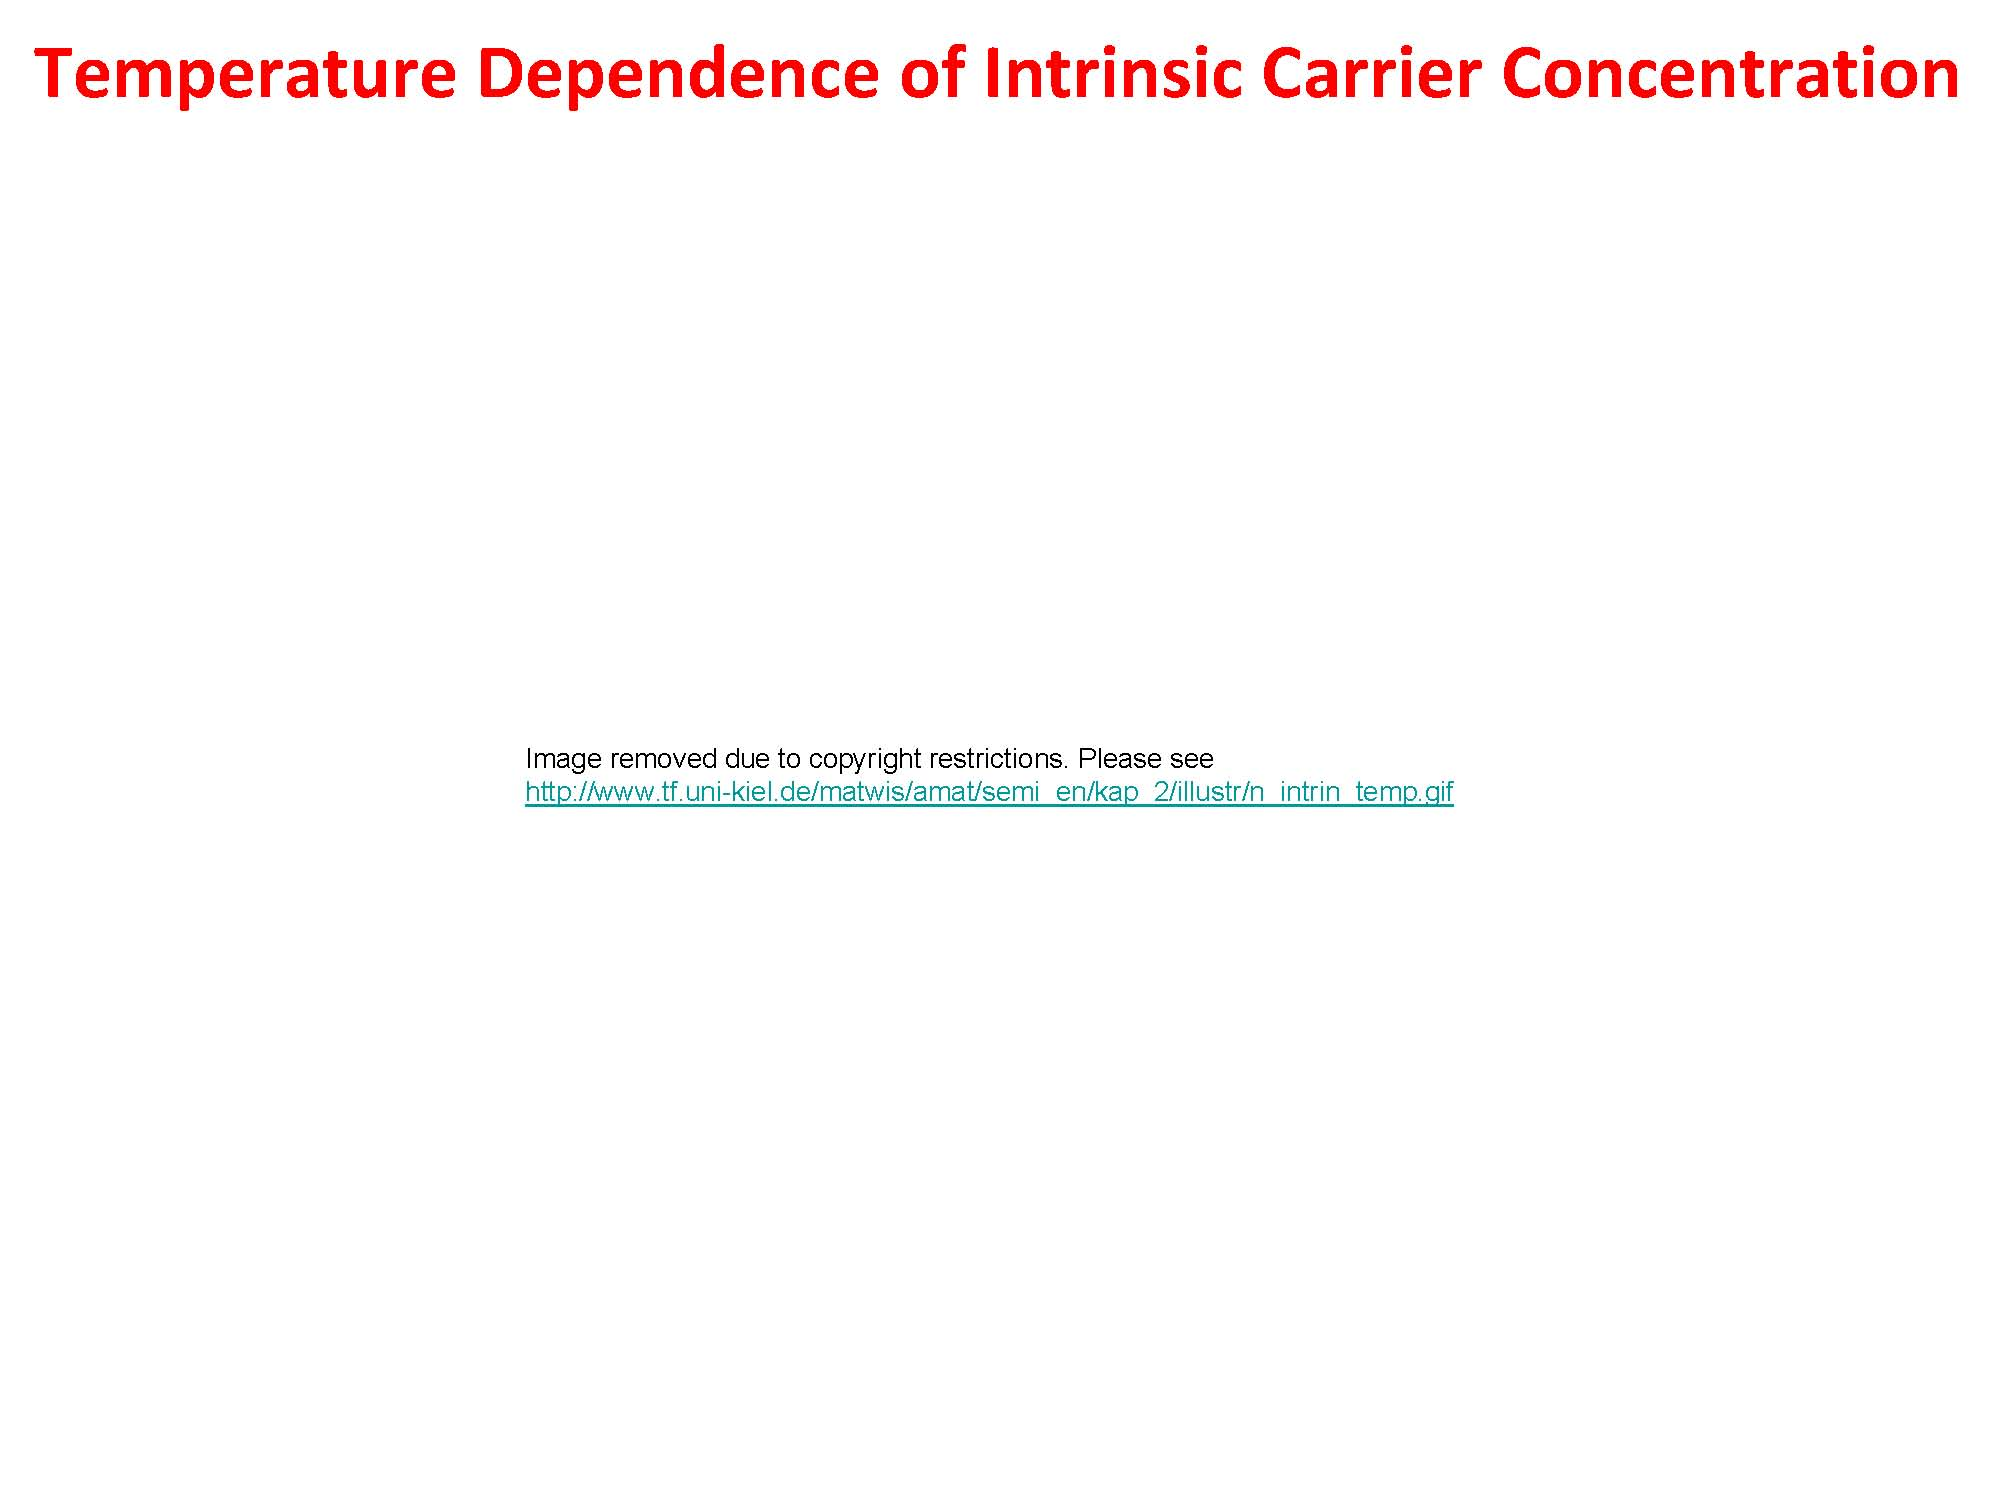 Temperature Dependence of Intrinsic Carrier Concentration
Image removed due to copyright restrictions. Please see
http://www.tf.uni-kiel.de/matwis/amat/semi_en/kap_2/illustr/n_intrin_temp.gif